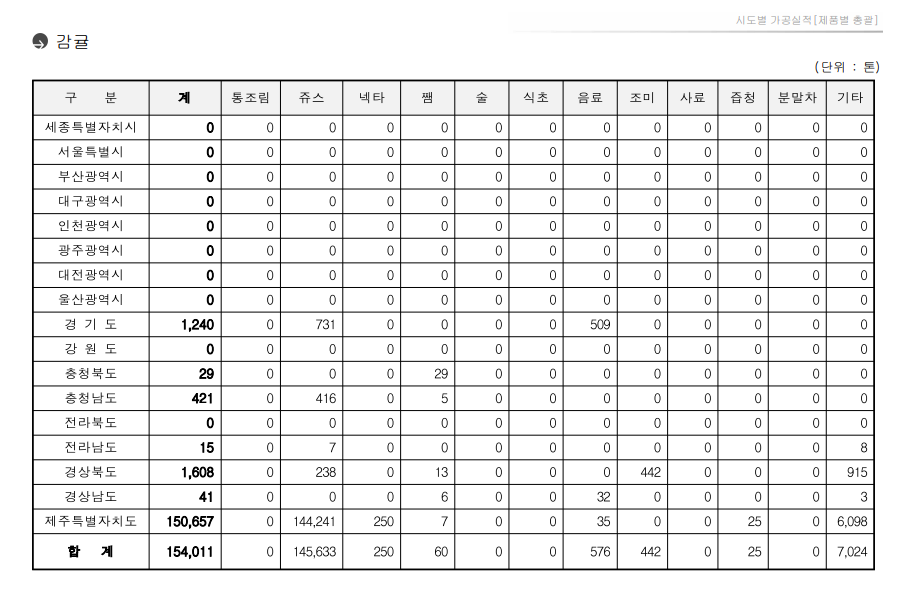 시도별 가공실적[제품별 총괄]
감귤
(단위 : 톤)
구 분 계 통조림 쥬스 넥타 쨈 술 식초 음료 조미 사료 즙청 분말차 기타
세종특별자치시 0 0 0 0 0 0 0 0 0 0 0 0 0
서울특별시 0 0 0 0 0 0 0 0 0 0 0 0 0
부산광역시 0 0 0 0 0 0 0 0 0 0 0 0 0
대구광역시 0 0 0 0 0 0 0 0 0 0 0 0 0
인천광역시 0 0 0 0 0 0 0 0 0 0 0 0 0
광주광역시 0 0 0 0 0 0 0 0 0 0 0 0 0
대전광역시 0 0 0 0 0 0 0 0 0 0 0 0 0
울산광역시 0 0 0 0 0 0 0 0 0 0 0 0 0
경 기 도 1,240 0 731 0 0 0 0 509 0 0 0 0 0
강 원 도 0 0 0 0 0 0 0 0 0 0 0 0 0
충청북도 29 0 0 0 29 0 0 0 0 0 0 0 0
충청남도 421 0 416 0 5 0 0 0 0 0 0 0 0
전라북도 0 0 0 0 0 0 0 0 0 0 0 0 0
전라남도 15 0 7 0 0 0 0 0 0 0 0 0 8
경상북도 1,608 0 238 0 13 0 0 0 442 0 0 0 915
경상남도 41 0 0 0 6 0 0 32 0 0 0 0 3
제주특별자치도 150,657 0 144,241 250 7 0 0 35 0 0 25 0 6,098
합 계 154,011 0 145,633 250 60 0 0 576 442 0 25 0 7,024